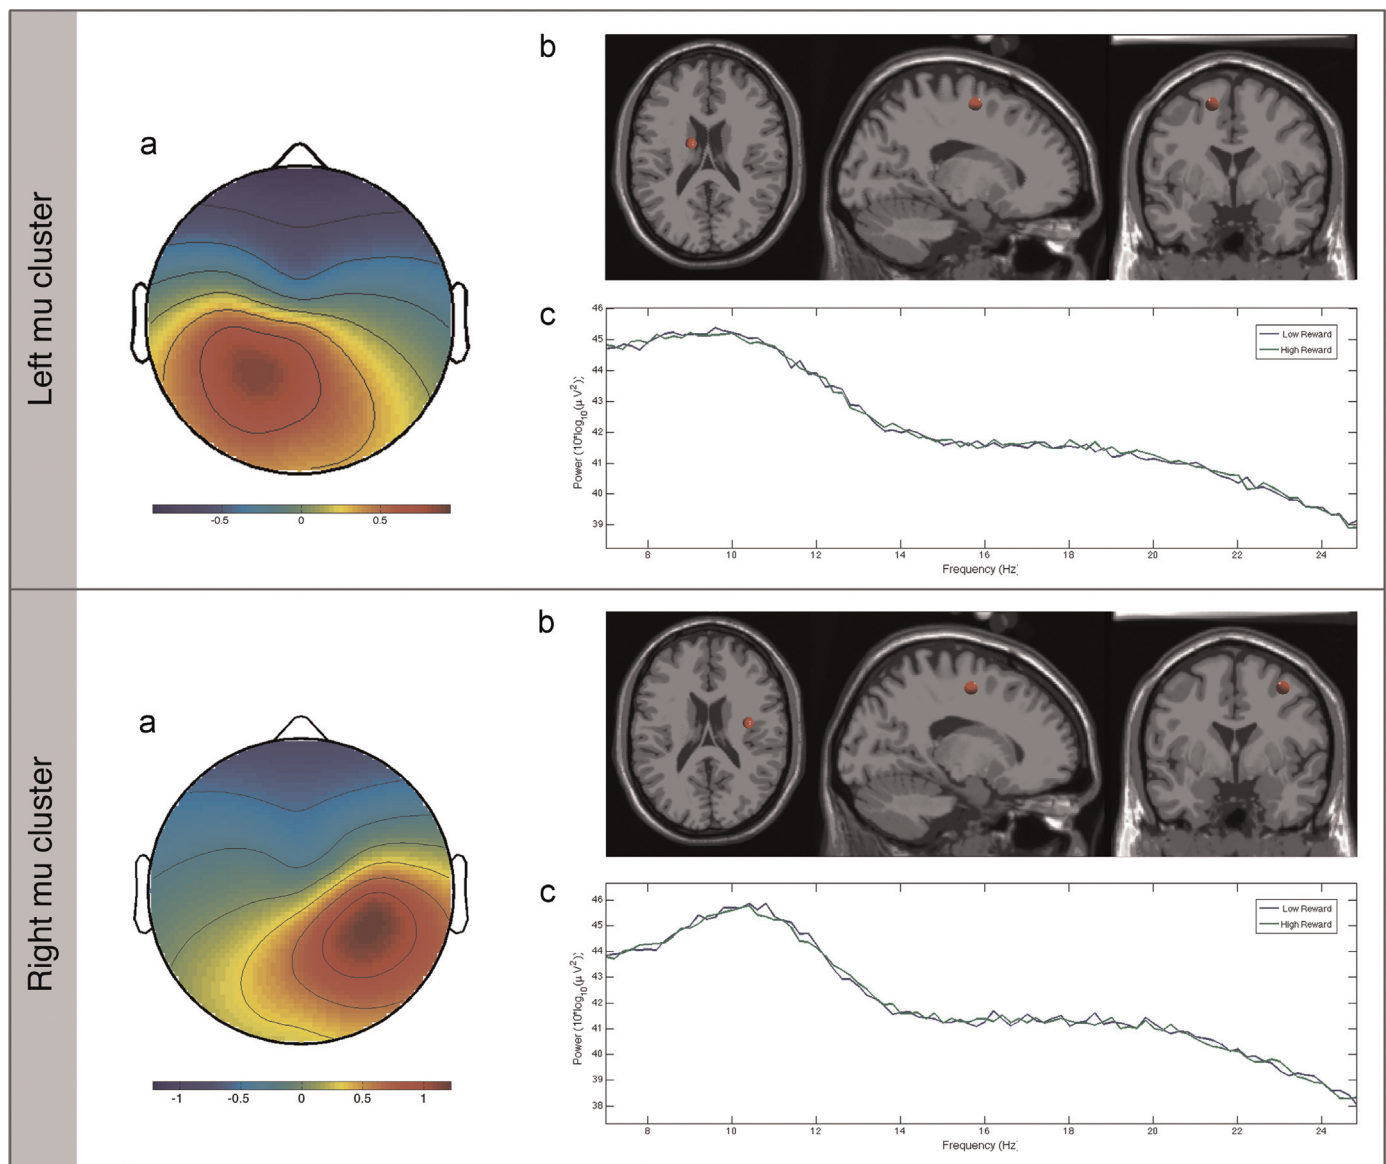 Left mu cluster
a
-0.5 0 0.5
b
c
Power (10*log10(μ V²);
46
45
44
43
42
41
40
39
Low Reward
High Reward
8 10 12 14 16 18 20 22 24
Frequency (Hz)
Right mu cluster
a
-1 -0.5 0 0.5 1
b
c
Power (10*log10(μ V²);
46
45
44
43
42
41
40
39
38
Low Reward
High Reward
8 10 12 14 16 18 20 22 24
Frequency (Hz)